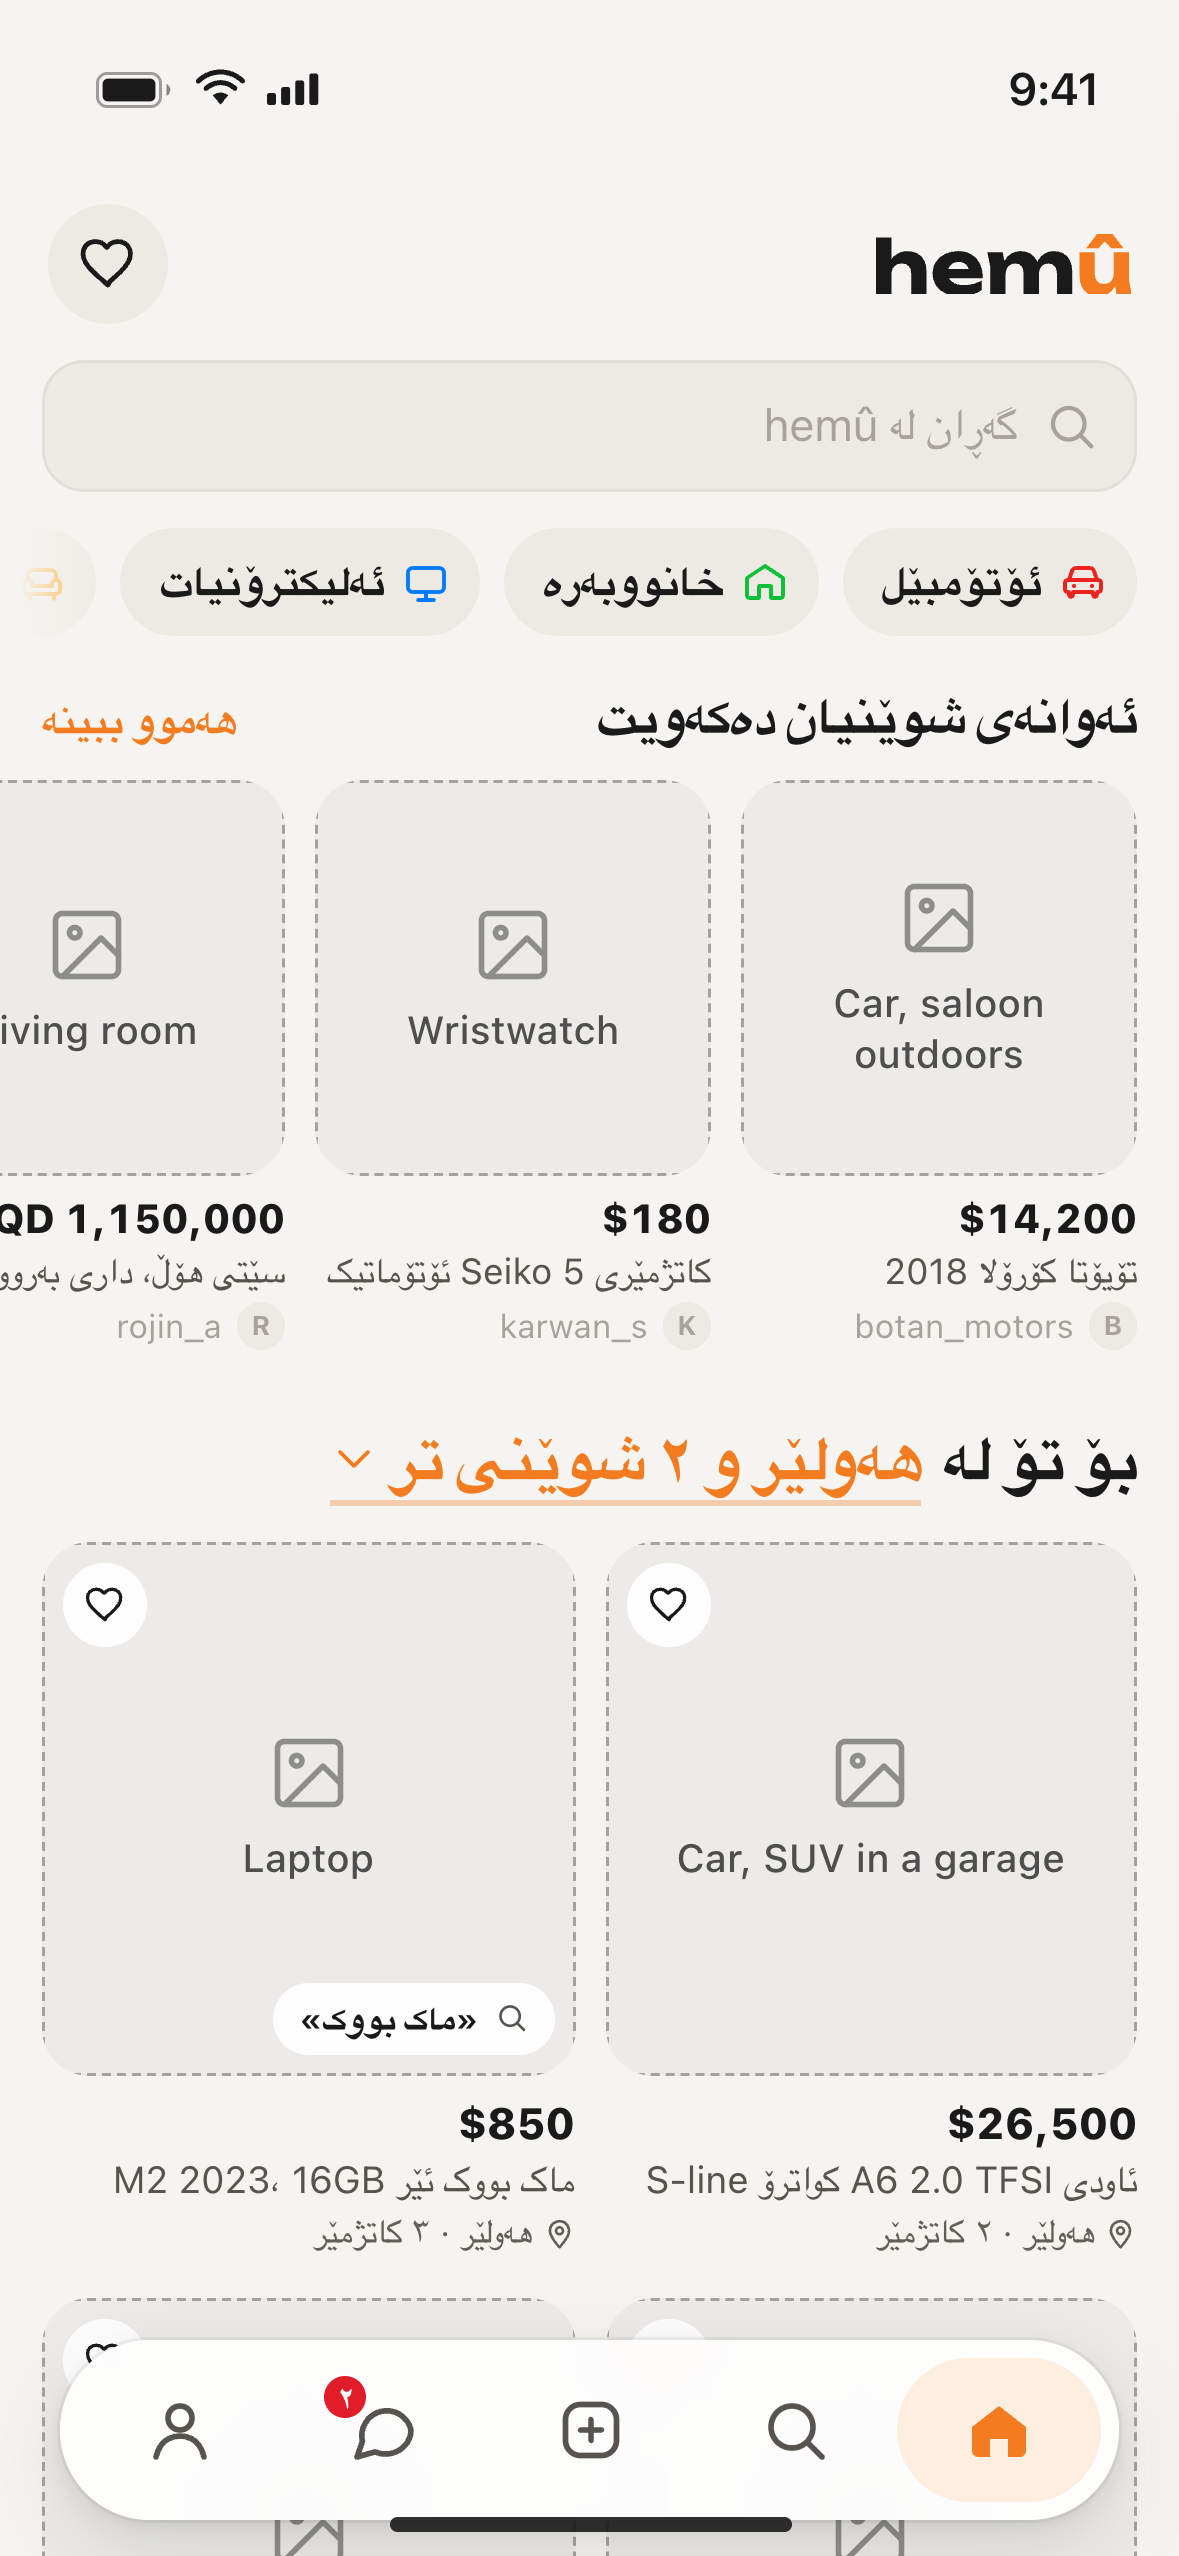 9:41
hemû
گەڕان لە hemû
ئۆتۆمبێل
خانووبەرە
ئەلیکترۆنیات
ئەوانەی شوێنیان دەکەویت
هەموو ببینە
Car, saloon
outdoors
Wristwatch
iving room
$14,200
$180
QD 1,150,000
تۆیۆتا کۆرۆلا 2018
کاتژمێری Seiko 5 ئۆتۆماتیک
سێتی هۆڵ، داری بەروو
B botan_motors
K karwan_s
R rojin_a
بۆ تۆ لە هەولێر و ٢ شوێنی تر
Car, SUV in a garage
Laptop
«ماک بووک»
$26,500
$850
ئاودی A6 2.0 TFSI کواترۆ S-line
ماک بووک ئێر M2 2023، 16GB
هەولێر · ٢ کاتژمێر
هەولێر · ٣ کاتژمێر
٢